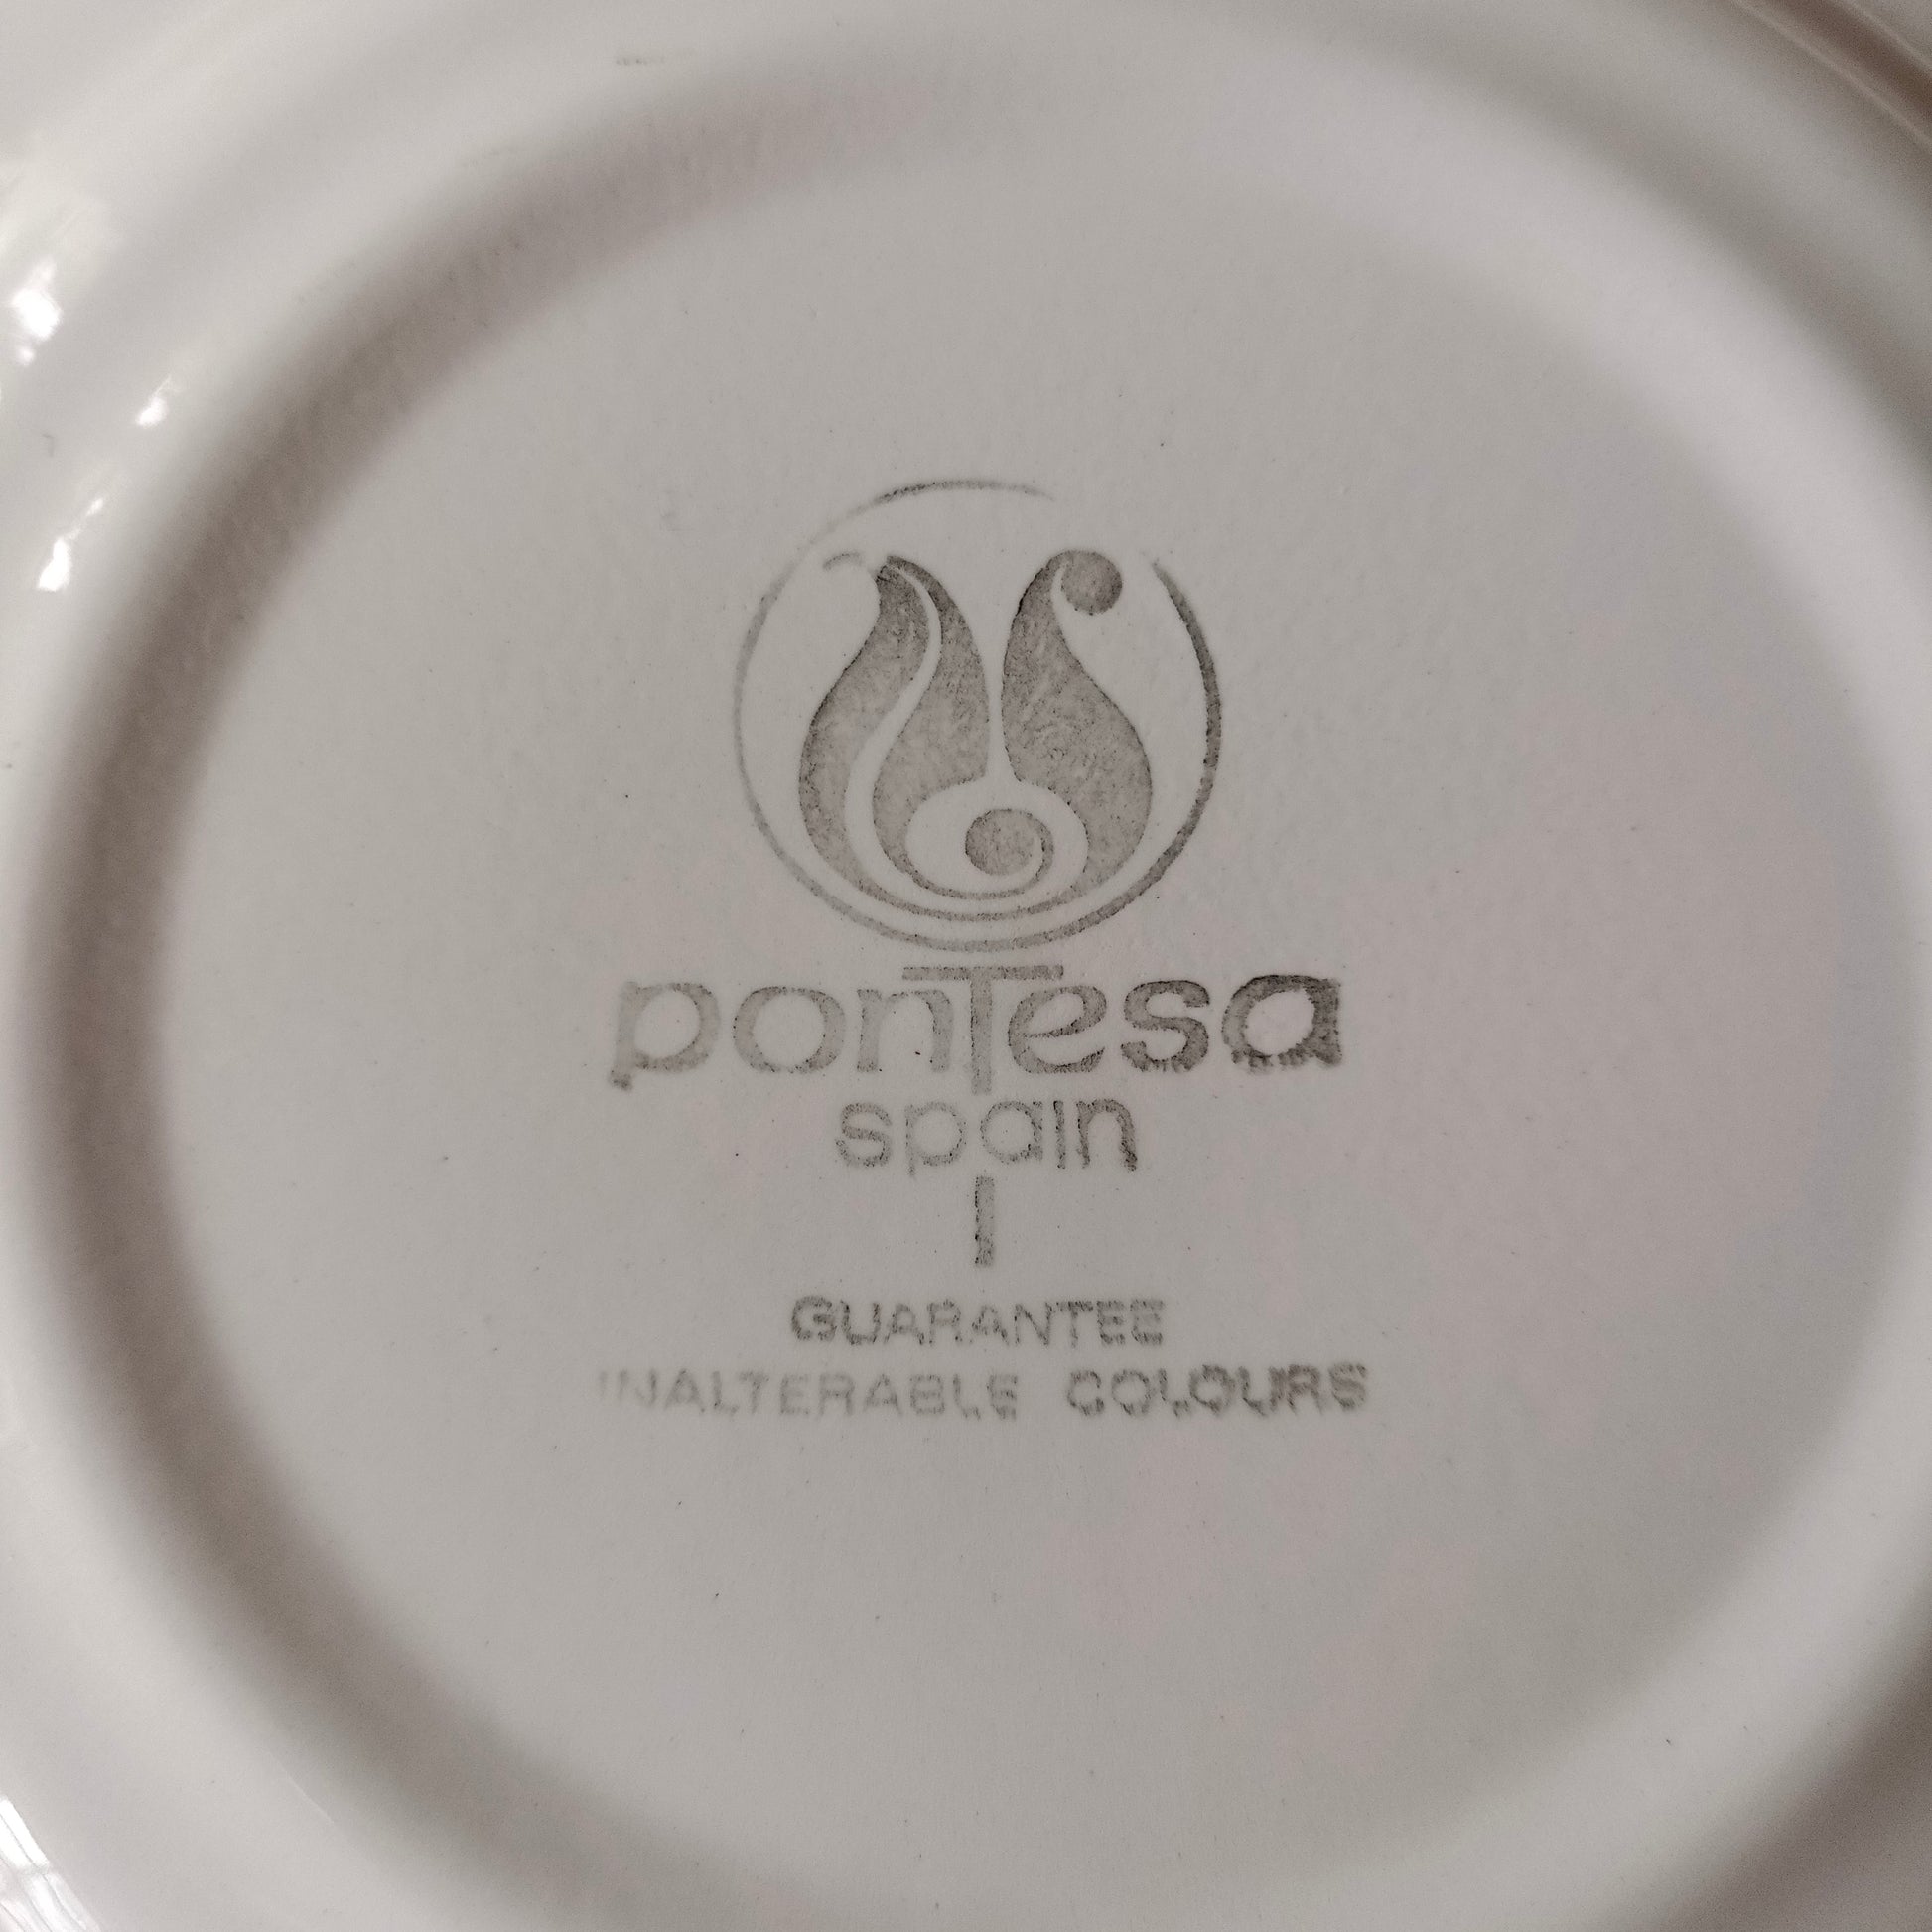 ponTesa
spain
I
GUARANTEE
INALTERABLE COLOURS